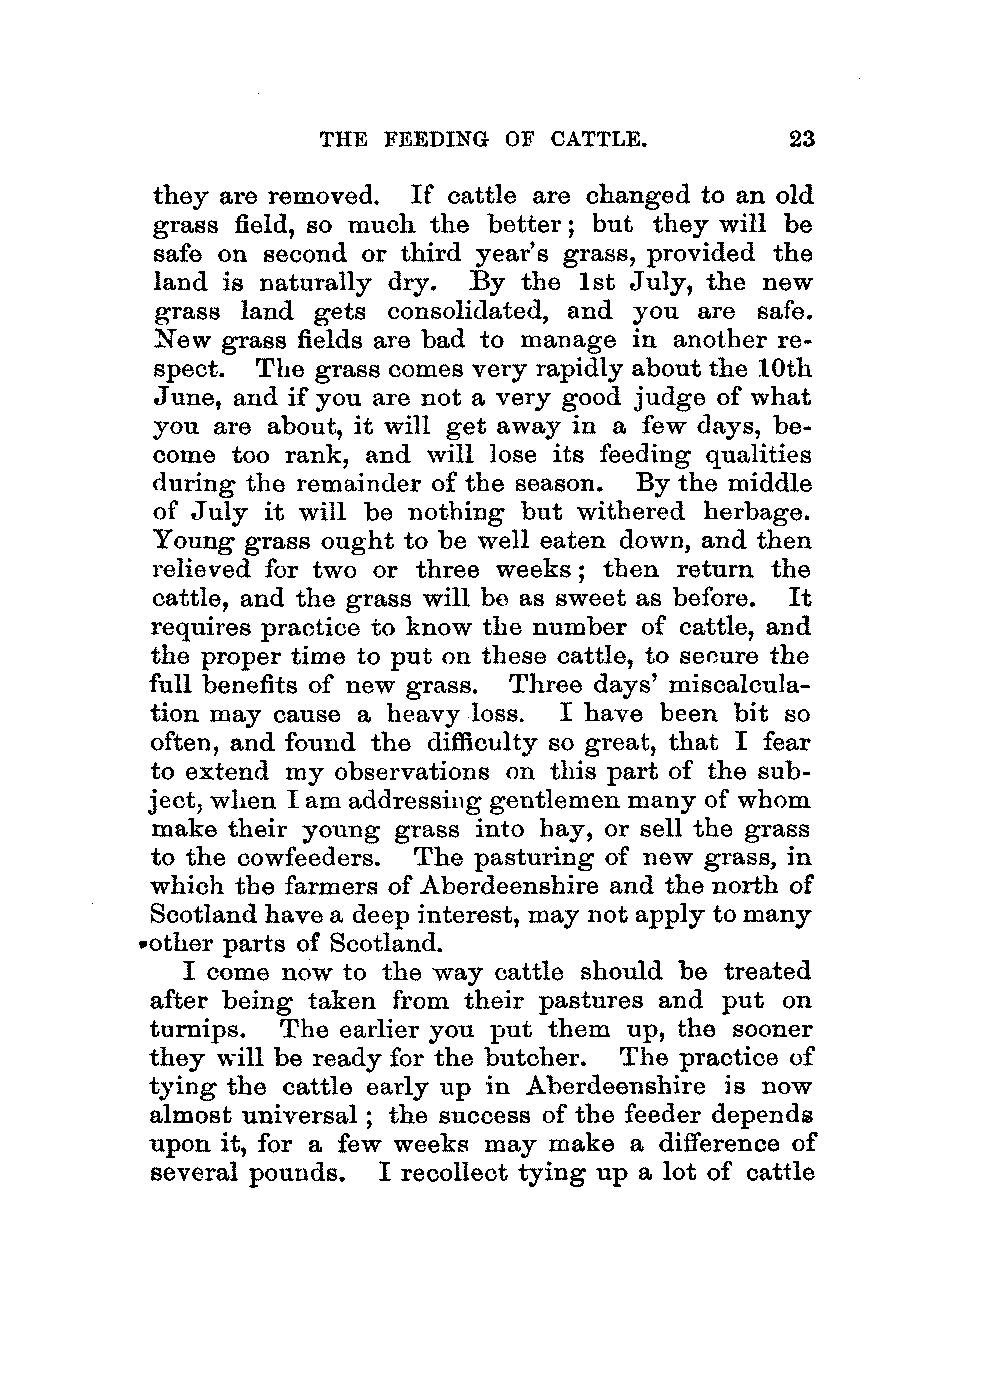 THE FEEDING OF CATTLE. 23
they are removed. If cattle are changed to an old
grass field, so much the better; but they will be
safe on second or third year's grass, provided the
land is naturally dry. By the 1st July, the new
grass land gets consolidated, and you are safe.
New grass fields are bad to manage in another re-
spect. The grass comes very rapidly about the 10th
June, and if you are not a very good judge of what
you are about, it will get away in a few days, be-
come too rank, and will lose its feeding qualities
during the remainder of the season. By the middle
of July it will be nothing but withered herbage.
Young grass ought to be well eaten down, and then
relieved for two or three weeks; then return the
cattle, and the grass will be as sweet as before. It
requires practice to know the number of cattle, and
the proper time to put on these cattle, to secure the
full benefits of new grass. Three days' miscalcula-
tion may cause a heavy loss. I have been bit so
often, and found the difficulty so great, that I fear
to extend my observations on this part of the sub-
ject, when I am addressing gentlemen many of whom
make their young grass into hay, or sell the grass
to the cowfeeders. The pasturing of new grass, in
which the farmers of Aberdeenshire and the north of
Scotland have a deep interest, may not apply to many
other parts of Scotland.
I come now to the way cattle should be treated
after being taken from their pastures and put on
turnips. The earlier you put them up, the sooner
they will be ready for the butcher. The practice of
tying the cattle early up in Aberdeenshire is now
almost universal; the success of the feeder depends
upon it, for a few weeks may make a difference of
several pounds. I recollect tying up a lot of cattle